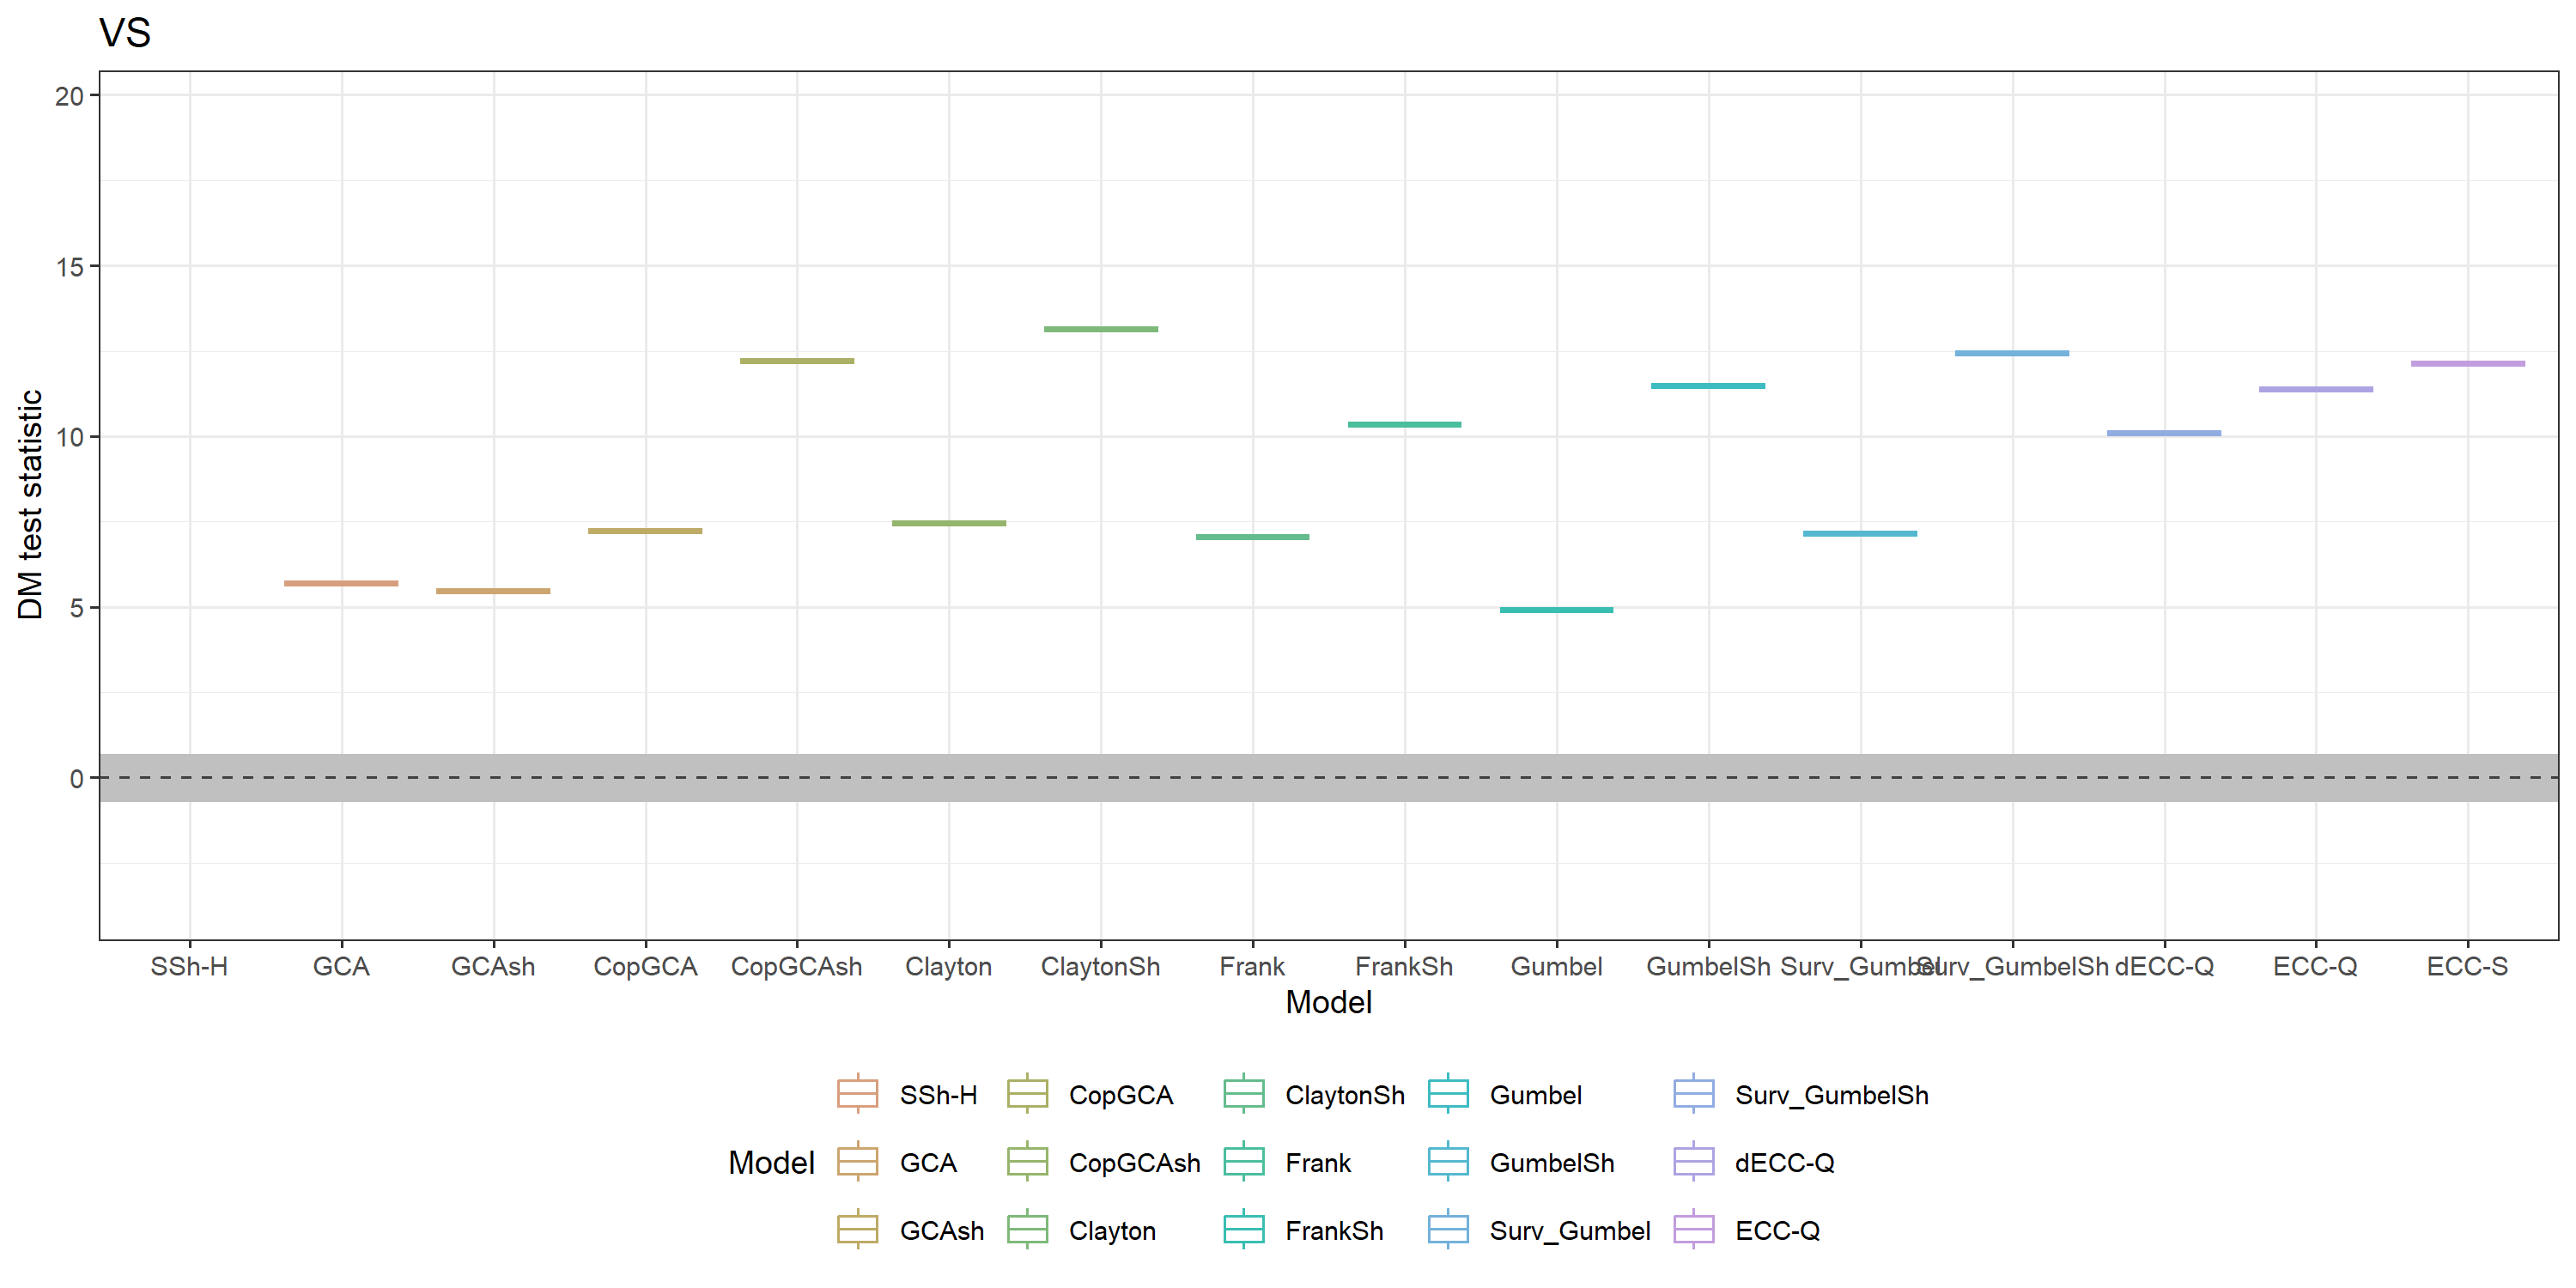 VS
20
15
10
5
0
DM test statistic
SSh-H GCA GCAsh CopGCA CopGCAsh Clayton ClaytonSh Frank FrankSh Gumbel GumbelSh Surv_Gumbel Surv_GumbelSh dECC-Q ECC-Q ECC-S
Model
SSh-H CopGCA ClaytonSh Gumbel Surv_GumbelSh
Model GCA CopGCAsh Frank GumbelSh dECC-Q
GCAsh Clayton FrankSh Surv_Gumbel ECC-Q